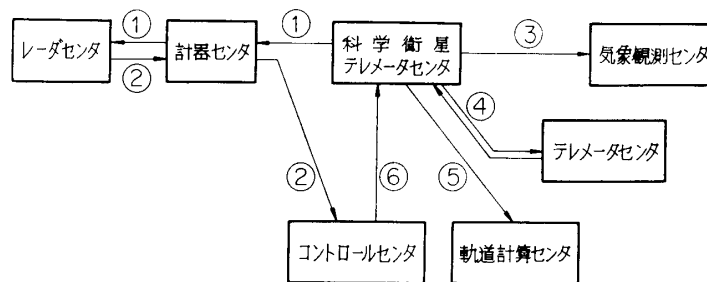 ① ① ③
レーダセンタ 計器センタ 科学衛星 気象観測センタ
② テレメータセンタ
④
テレメータセンタ
② ⑥ ⑤
コントロールセンタ 軌道計算センタ